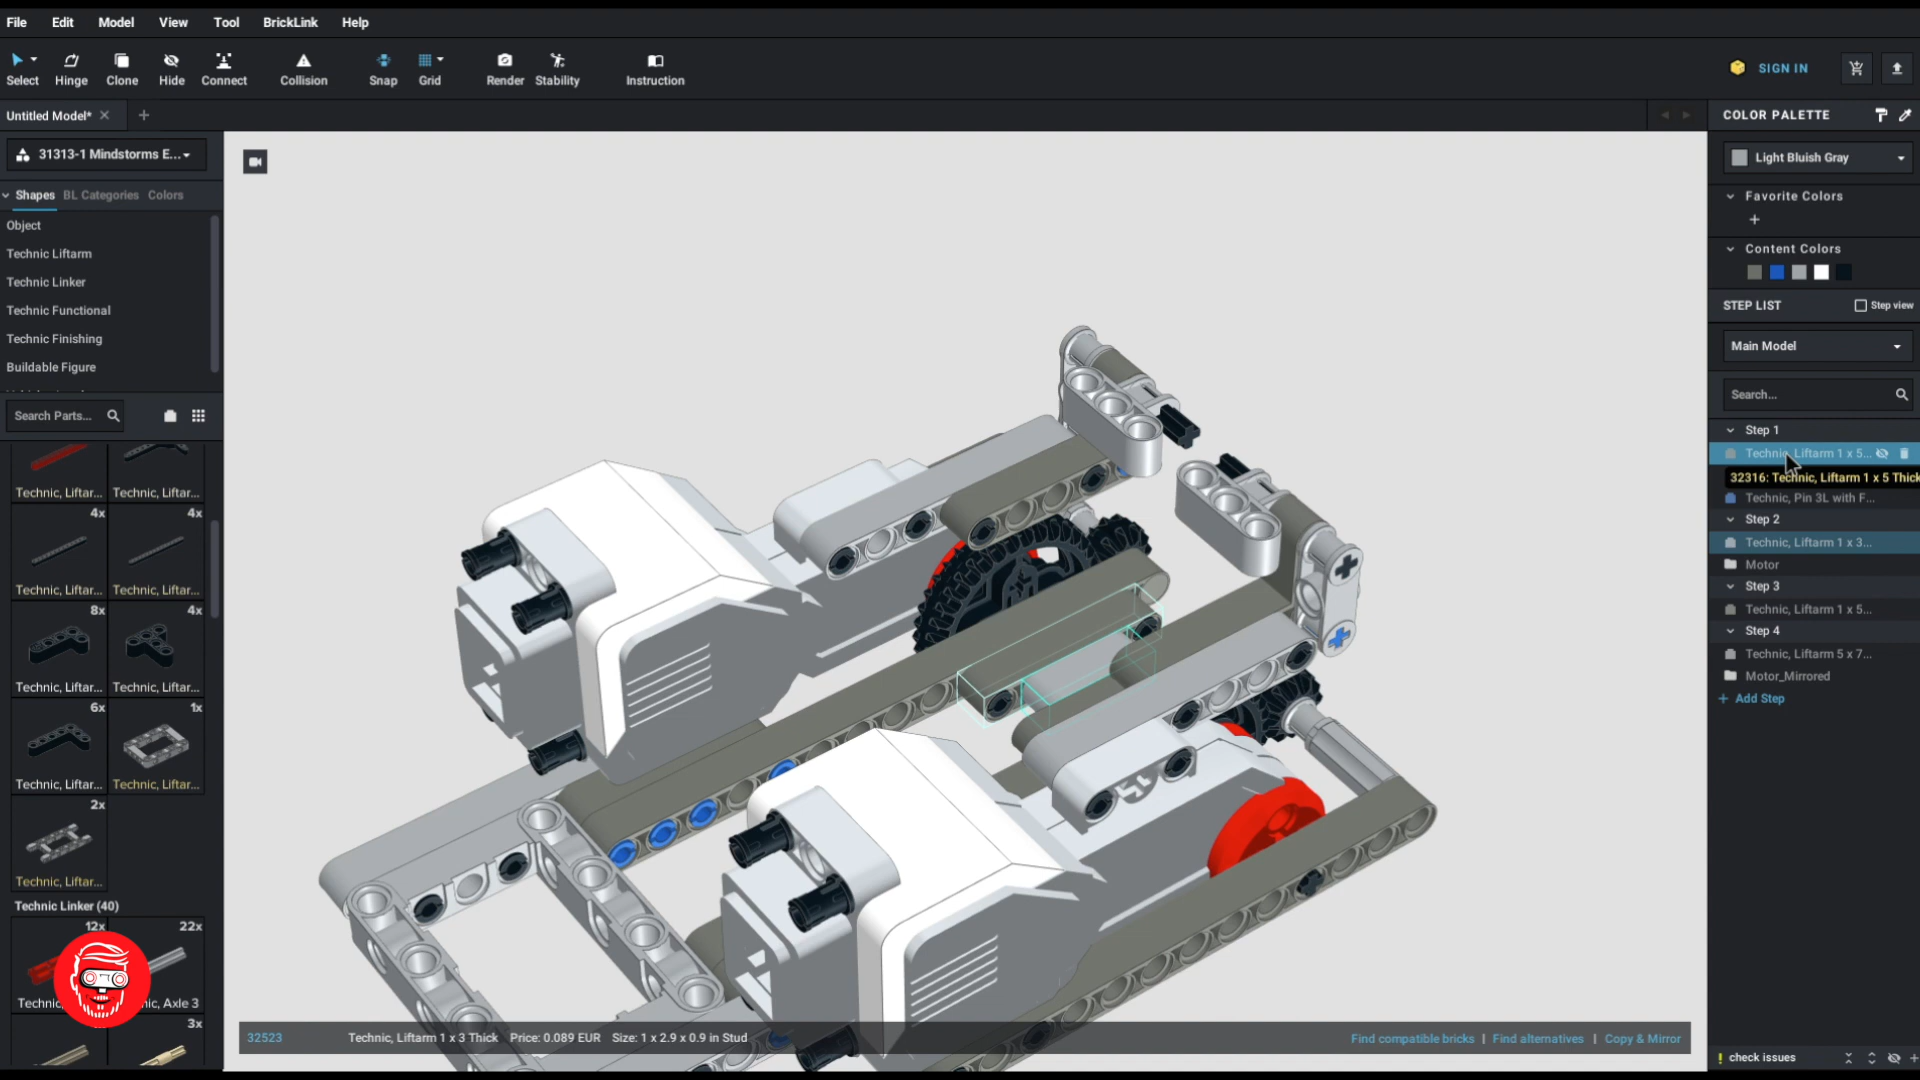 File Edit Model View Tool BrickLink Help
Select Hinge Clone Hide Connect Collision Snap Grid Render Stability Instruction
SIGN IN
Untitled Model*
31313-1 Mindstorms E...
Shapes BL Categories Colors
Object
Technic Liftarm
Technic Linker
Technic Functional
Technic Finishing
Buildable Figure
Search Parts...
Technic, Liftar... Technic, Liftar...
4x 4x
Technic, Liftar... Technic, Liftar...
8x 4x
Technic, Liftar... Technic, Liftar...
6x 1x
Technic, Liftar... Technic, Liftar...
2x
Technic, Liftar...
Technic Linker (40)
12x 22x
Technic, Axle 3
3x
32523 Technic, Liftarm 1 x 3 Thick Price: 0.089 EUR Size: 1 x 2.9 x 0.9 in Stud
Find compatible bricks | Find alternatives | Copy & Mirror
COLOR PALETTE
Light Bluish Gray
Favorite Colors
+
Content Colors
STEP LIST Step view
Main Model
Search...
Step 1
Technic, Liftarm 1 x 5...
32316: Technic, Liftarm 1 x 5 Thick
Technic, Pin 3L with F...
Step 2
Technic, Liftarm 1 x 3...
Motor
Step 3
Technic, Liftarm 1 x 5...
Step 4
Technic, Liftarm 5 x 7...
Motor_Mirrored
+ Add Step
! check issues